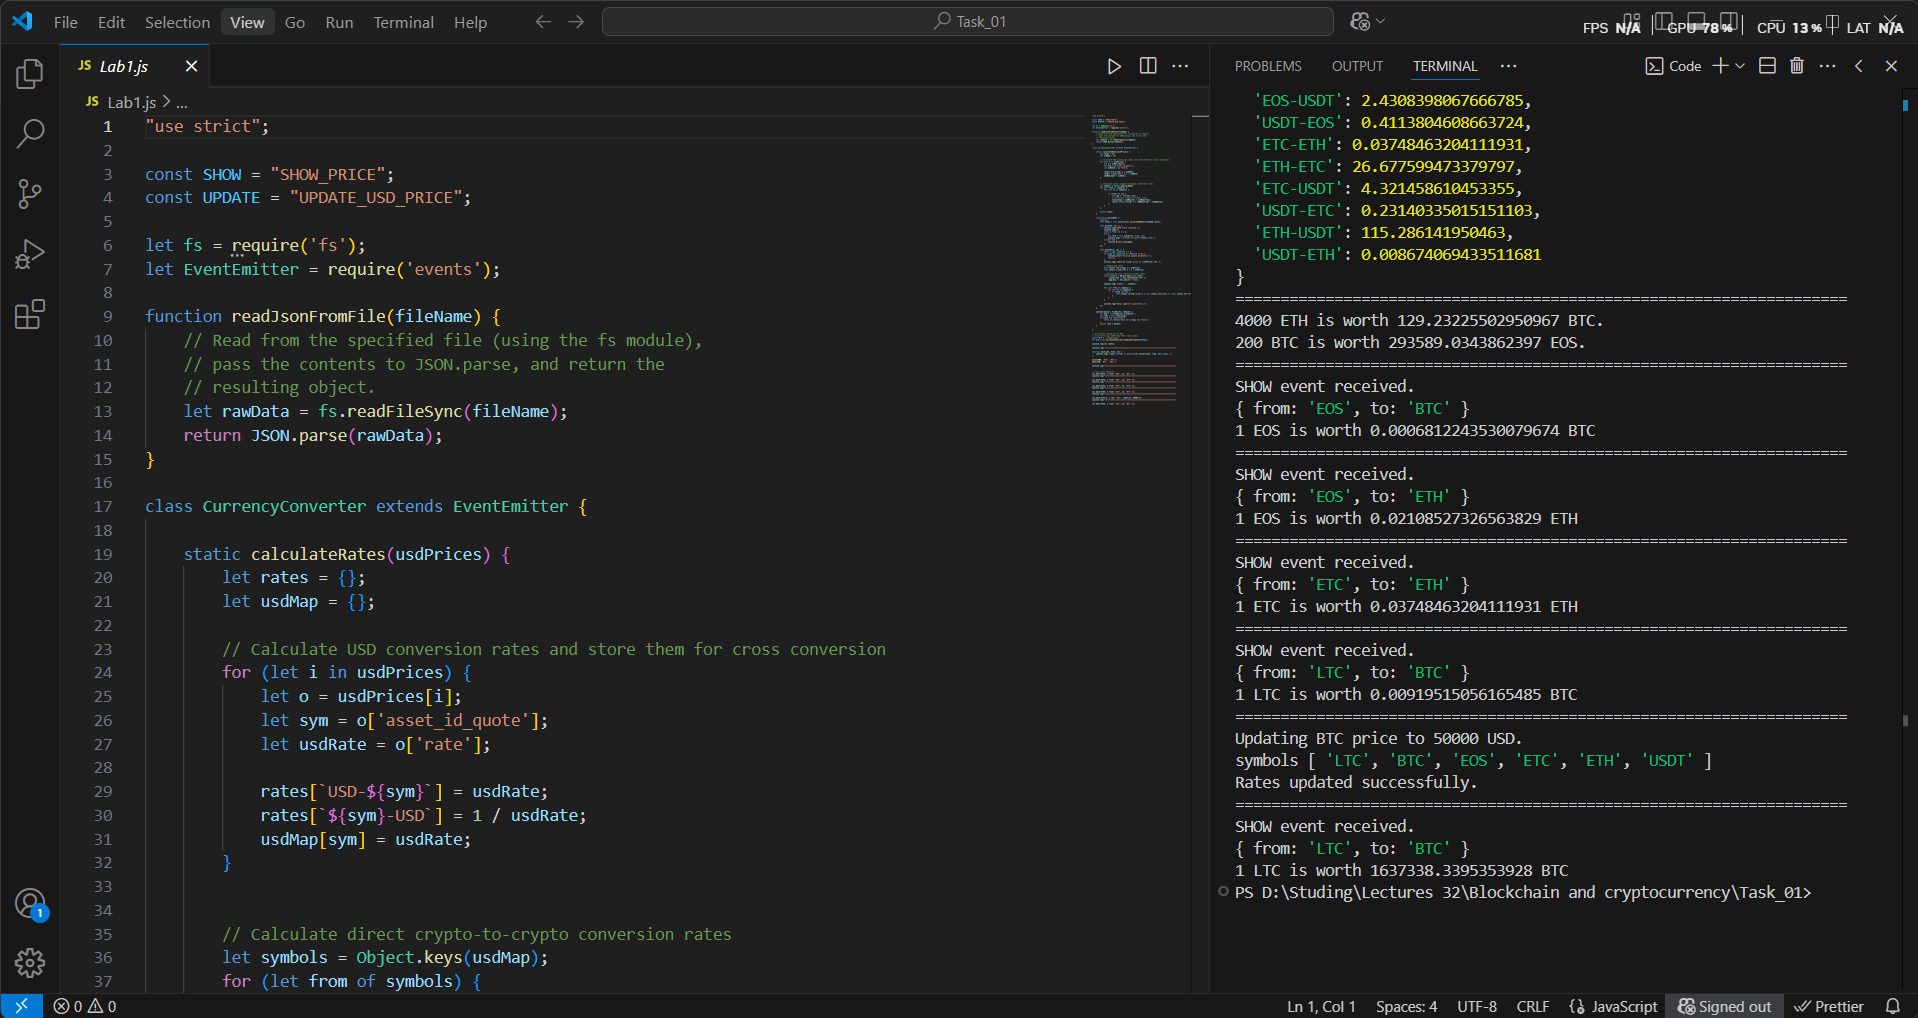 File Edit Selection View Go Run Terminal Help
Task_01
FPS N/A GPU 78% CPU 13% LAT N/A
JS Lab1.js
JS Lab1.js > ...
1 "use strict";
2
3 const SHOW = "SHOW_PRICE";
4 const UPDATE = "UPDATE_USD_PRICE";
5
6 let fs = require('fs');
7 let EventEmitter = require('events');
8
9 function readJsonFromFile(fileName) {
10 // Read from the specified file (using the fs module),
11 // pass the contents to JSON.parse, and return the
12 // resulting object.
13 let rawData = fs.readFileSync(fileName);
14 return JSON.parse(rawData);
15 }
16
17 class CurrencyConverter extends EventEmitter {
18
19 static calculateRates(usdPrices) {
20 let rates = {};
21 let usdMap = {};
22
23 // Calculate USD conversion rates and store them for cross conversion
24 for (let i in usdPrices) {
25 let o = usdPrices[i];
26 let sym = o['asset_id_quote'];
27 let usdRate = o['rate'];
28
29 rates[`USD-${sym}`] = usdRate;
30 rates[`${sym}-USD`] = 1 / usdRate;
31 usdMap[sym] = usdRate;
32 }
33
34
35 // Calculate direct crypto-to-crypto conversion rates
36 let symbols = Object.keys(usdMap);
37 for (let from of symbols) {
PROBLEMS OUTPUT TERMINAL ... Code
'EOS-USDT': 2.4308398067666785,
'USDT-EOS': 0.4113804608663724,
'ETC-ETH': 0.03748463204111931,
'ETH-ETC': 26.677599473379797,
'ETC-USDT': 4.321458610453355,
'USDT-ETC': 0.23140335015151103,
'ETH-USDT': 115.286141950463,
'USDT-ETH': 0.008674069433511681
}
====================================================================
4000 ETH is worth 129.23225502950967 BTC.
200 BTC is worth 293589.0343862397 EOS.
====================================================================
SHOW event received.
{ from: 'EOS', to: 'BTC' }
1 EOS is worth 0.0006812243530079674 BTC
====================================================================
SHOW event received.
{ from: 'EOS', to: 'ETH' }
1 EOS is worth 0.02108527326563829 ETH
====================================================================
SHOW event received.
{ from: 'ETC', to: 'ETH' }
1 ETC is worth 0.03748463204111931 ETH
====================================================================
SHOW event received.
{ from: 'LTC', to: 'BTC' }
1 LTC is worth 0.00919515056165485 BTC
====================================================================
Updating BTC price to 50000 USD.
symbols [ 'LTC', 'BTC', 'EOS', 'ETC', 'ETH', 'USDT' ]
Rates updated successfully.
====================================================================
SHOW event received.
{ from: 'LTC', to: 'BTC' }
1 LTC is worth 1637338.3395353928 BTC
PS D:\Studing\Lectures 32\Blockchain and cryptocurrency\Task_01>
1
0 0 Ln 1, Col 1 Spaces: 4 UTF-8 CRLF {} JavaScript Signed out Prettier